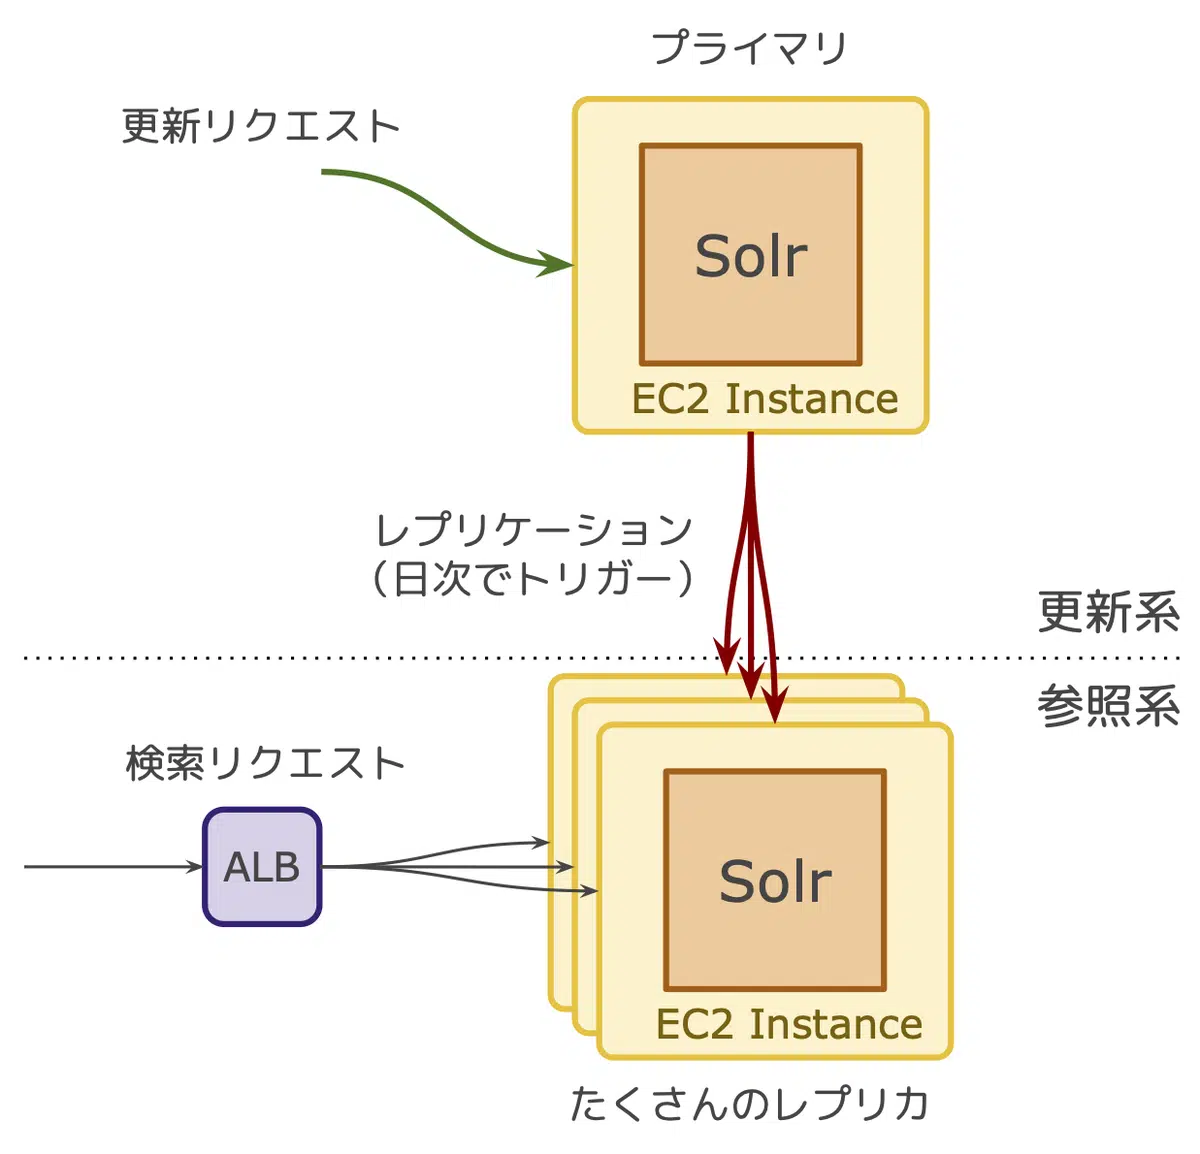 プライマリ
更新リクエスト
Solr
EC2 Instance
レプリケーション
（日次でトリガー）
更新系
参照系
検索リクエスト
ALB
Solr
EC2 Instance
たくさんのレプリカ